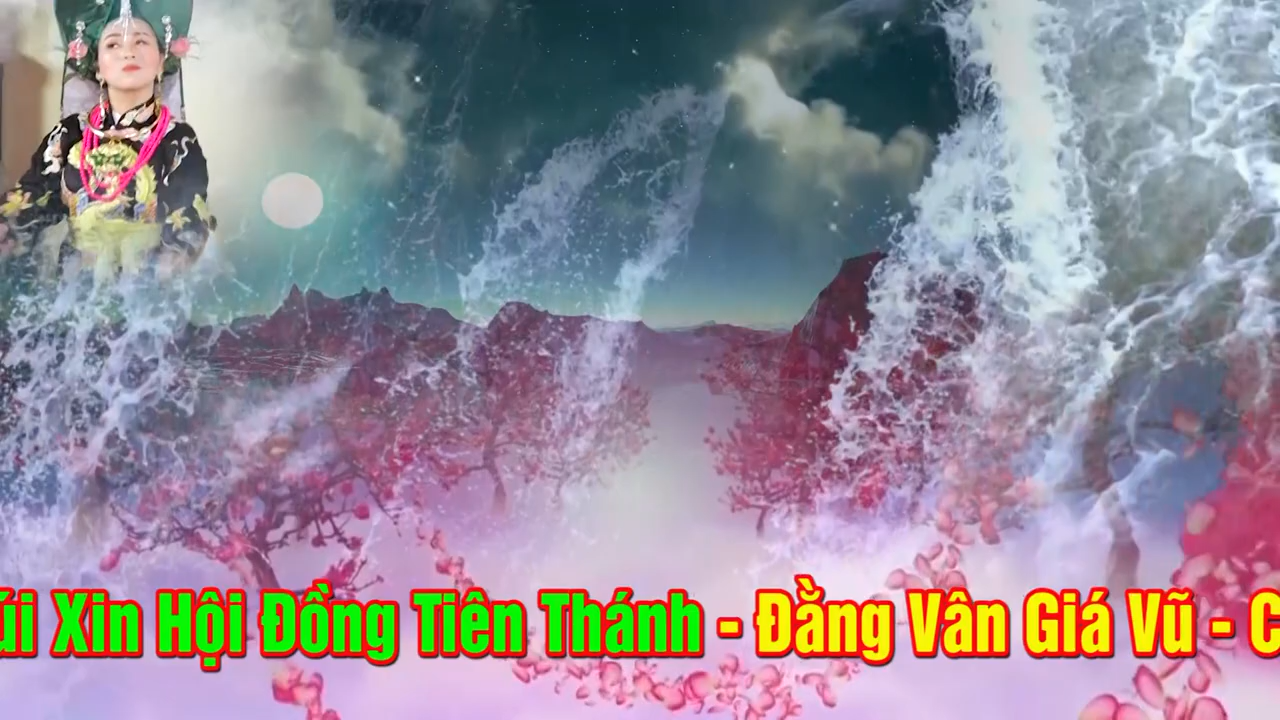 Xin Hội Đồng Tiên Thánh - Đằng Vân Giá Vũ -